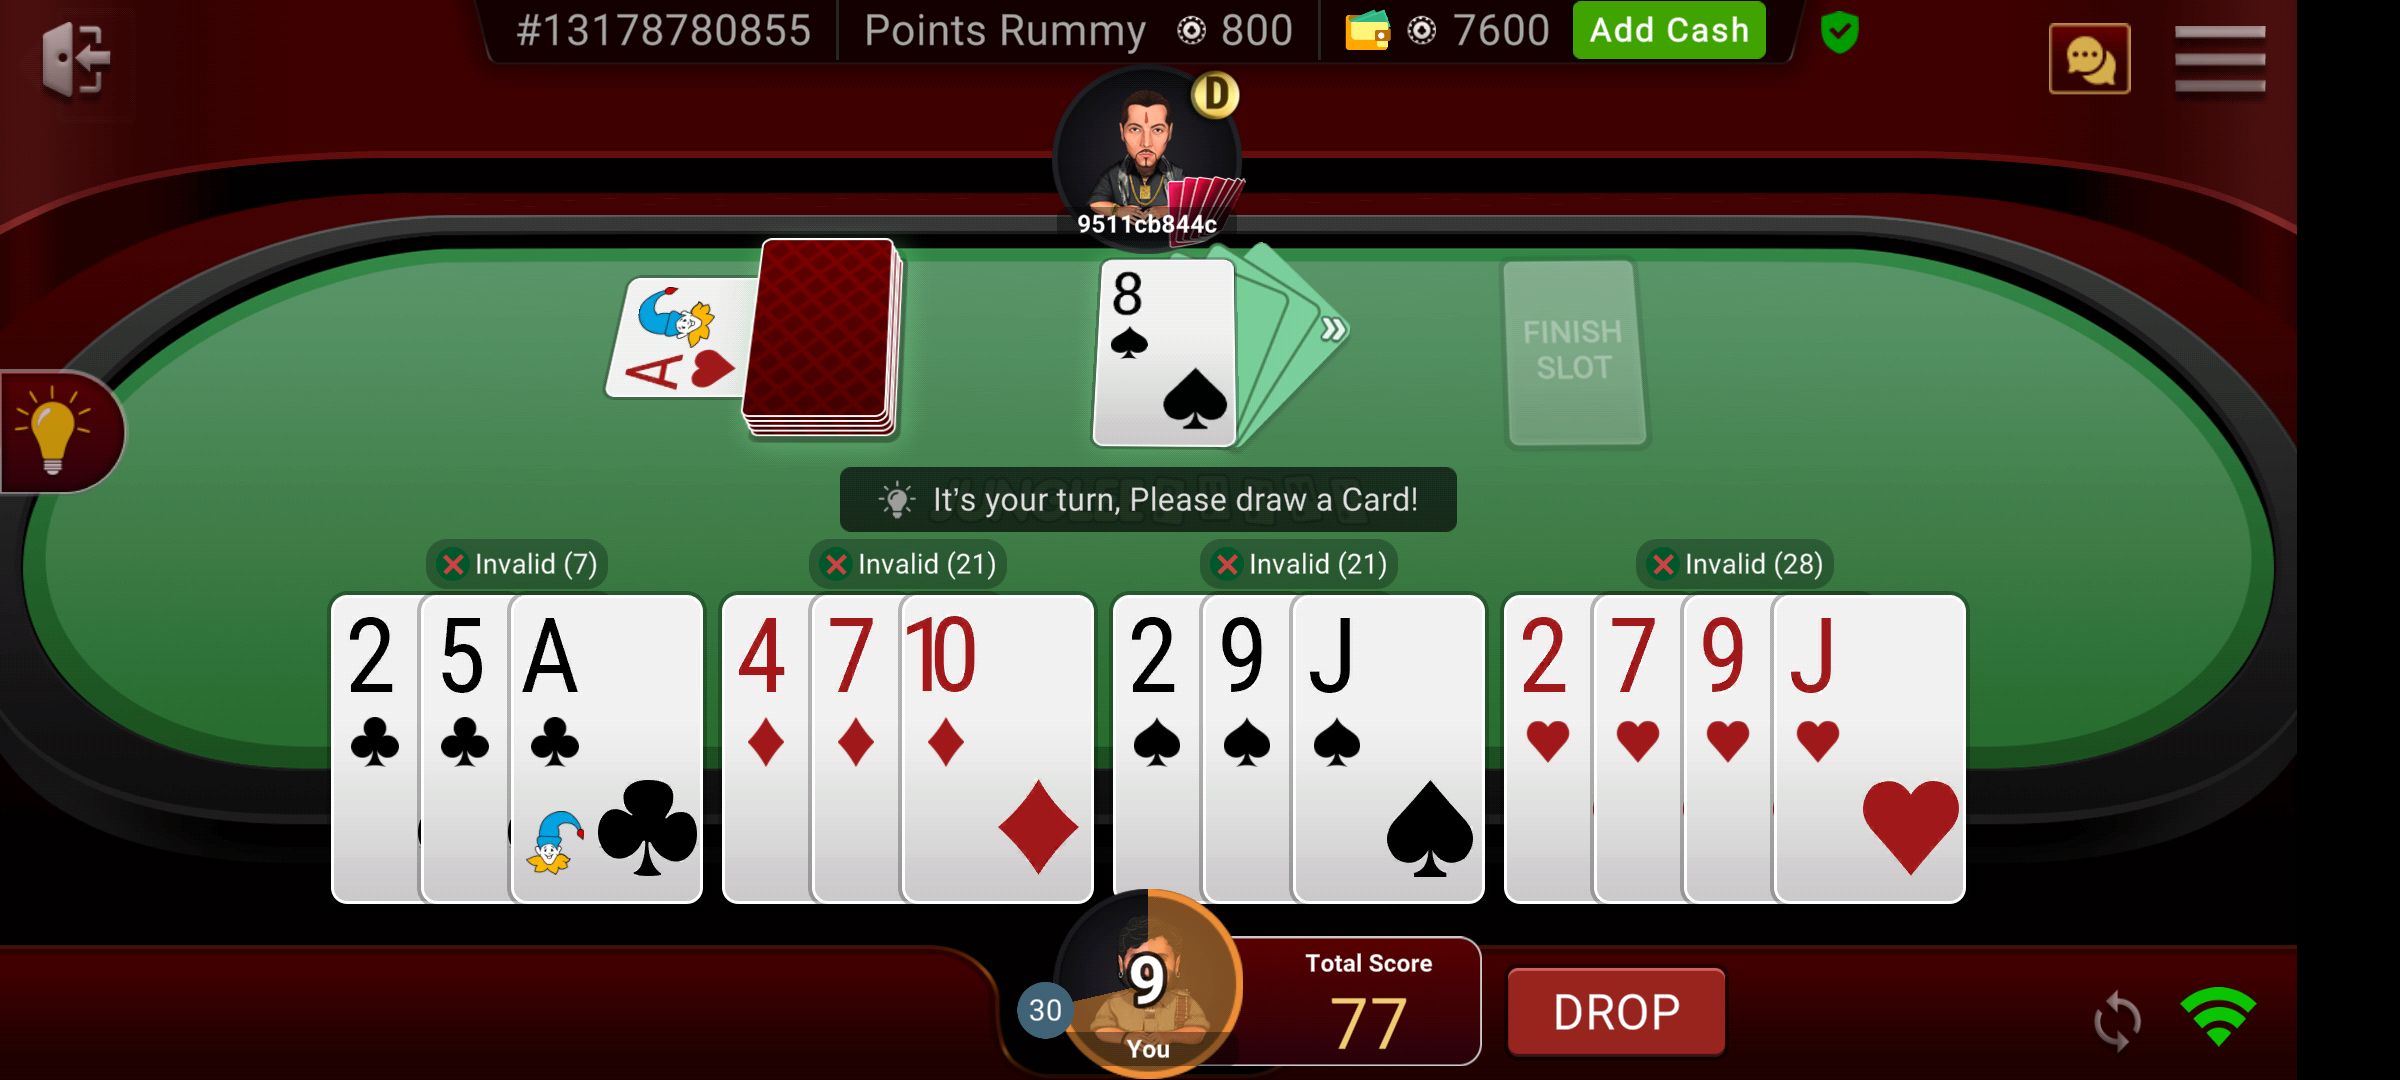 #13178780855 Points Rummy 800 7600 Add Cash
D
9511cb844c
A
8
FINISH
SLOT
It's your turn, Please draw a Card!
Invalid (7) Invalid (21) Invalid (21) Invalid (28)
2 5 A 4 7 10 2 9 J 2 7 9 J
Total Score
9
77
DROP
30
You